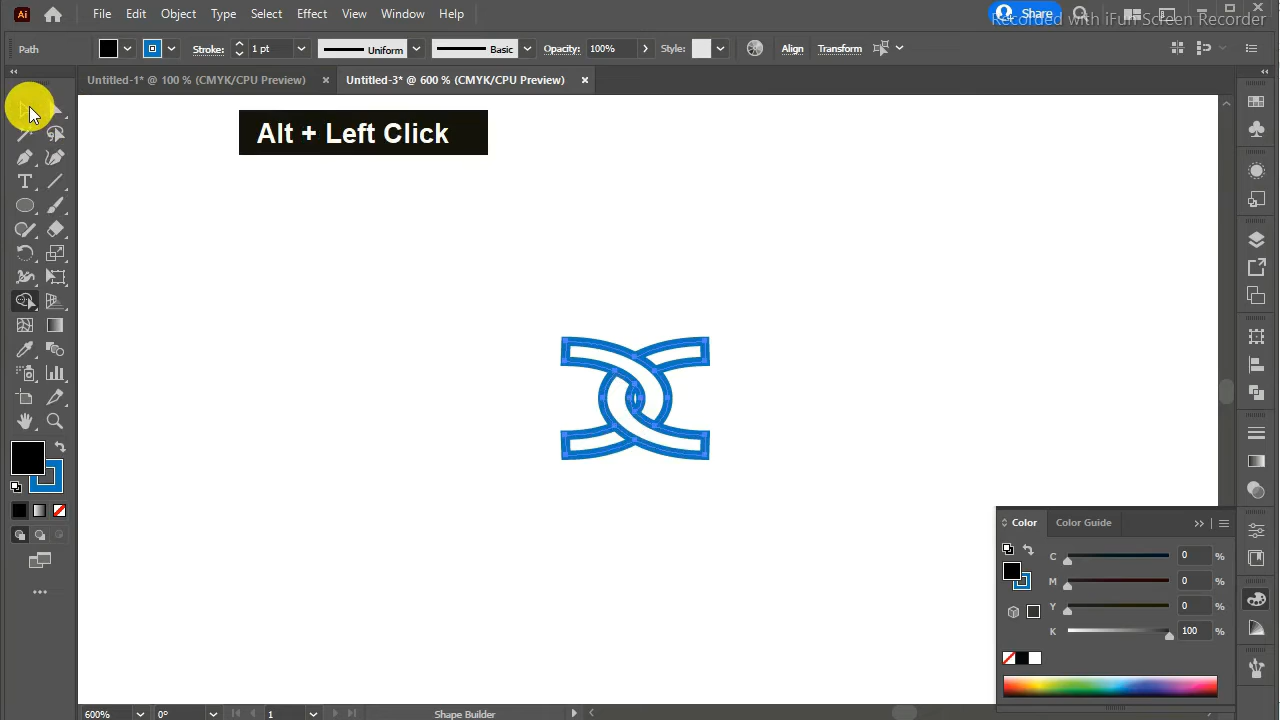 Ai File Edit Object Type Select Effect View Window Help Share
Recorded with iFun Screen Recorder
Path Stroke: 1 pt Uniform Basic Opacity: 100% Style: Align Transform
Untitled-1* @ 100 % (CMYK/CPU Preview) Untitled-3* @ 600 % (CMYK/CPU Preview)
Alt + Left Click
Color Color Guide
C 0 %
M 0 %
Y 0 %
K 100 %
600% 0° 1 Shape Builder